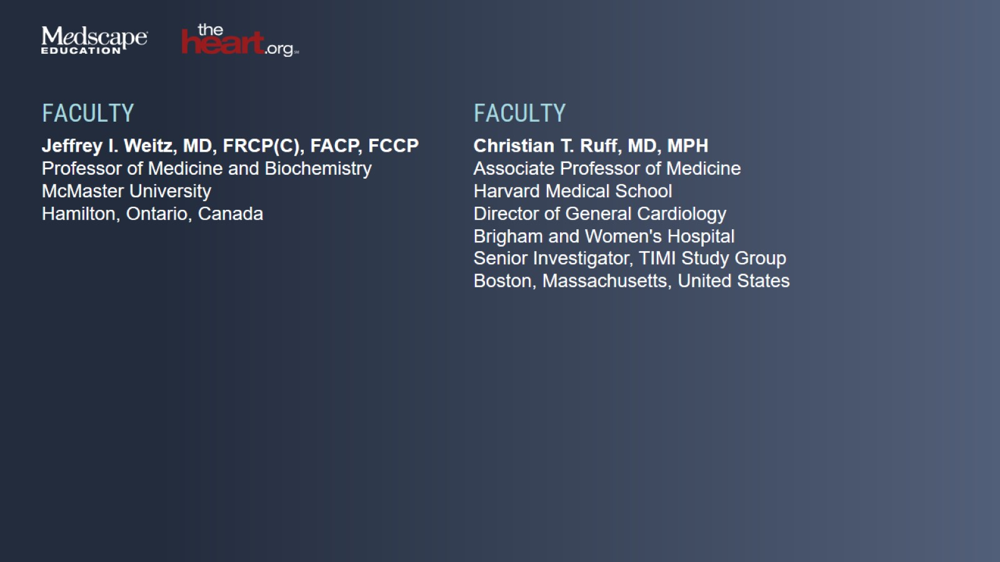 Medscape
EDUCATION
the
heart.org
FACULTY
Jeffrey I. Weitz, MD, FRCP(C), FACP, FCCP
Professor of Medicine and Biochemistry
McMaster University
Hamilton, Ontario, Canada
FACULTY
Christian T. Ruff, MD, MPH
Associate Professor of Medicine
Harvard Medical School
Director of General Cardiology
Brigham and Women's Hospital
Senior Investigator, TIMI Study Group
Boston, Massachusetts, United States